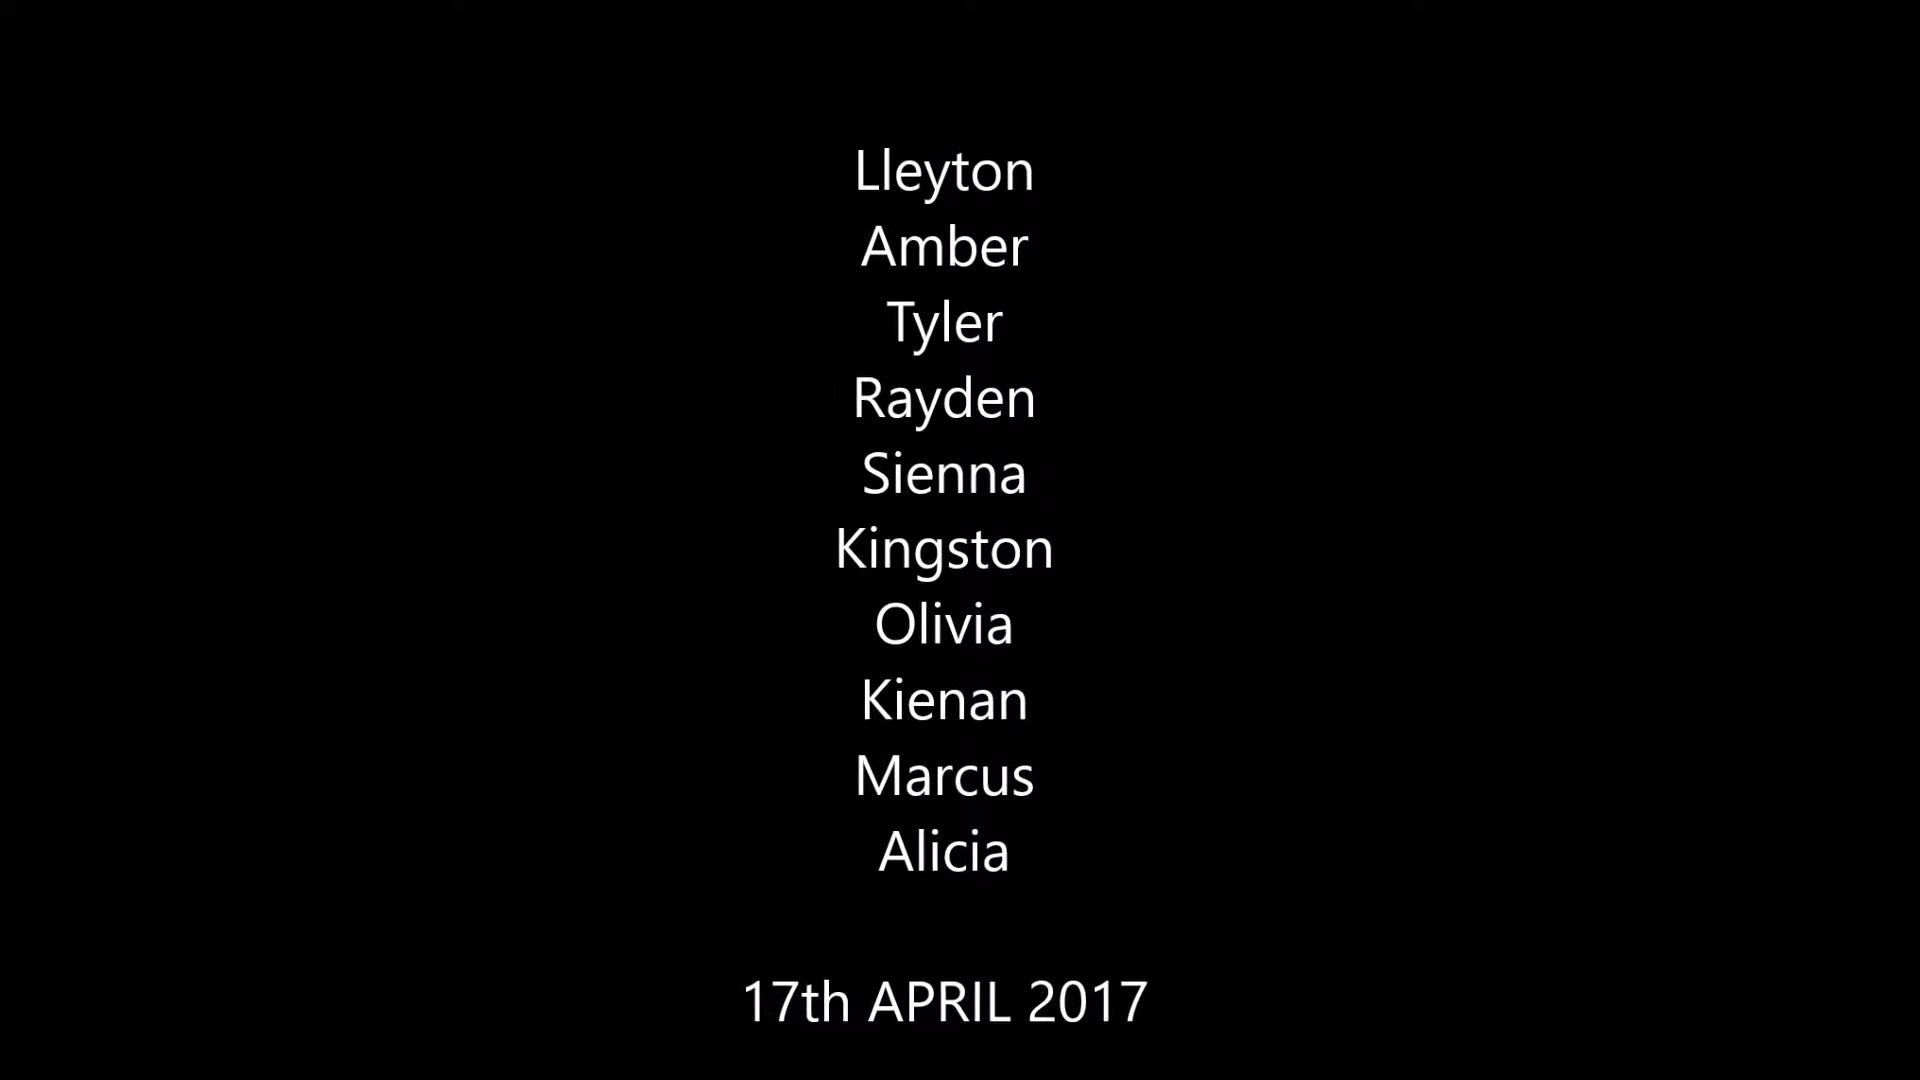 Lleyton
Amber
Tyler
Rayden
Sienna
Kingston
Olivia
Kienan
Marcus
Alicia
17th APRIL 2017